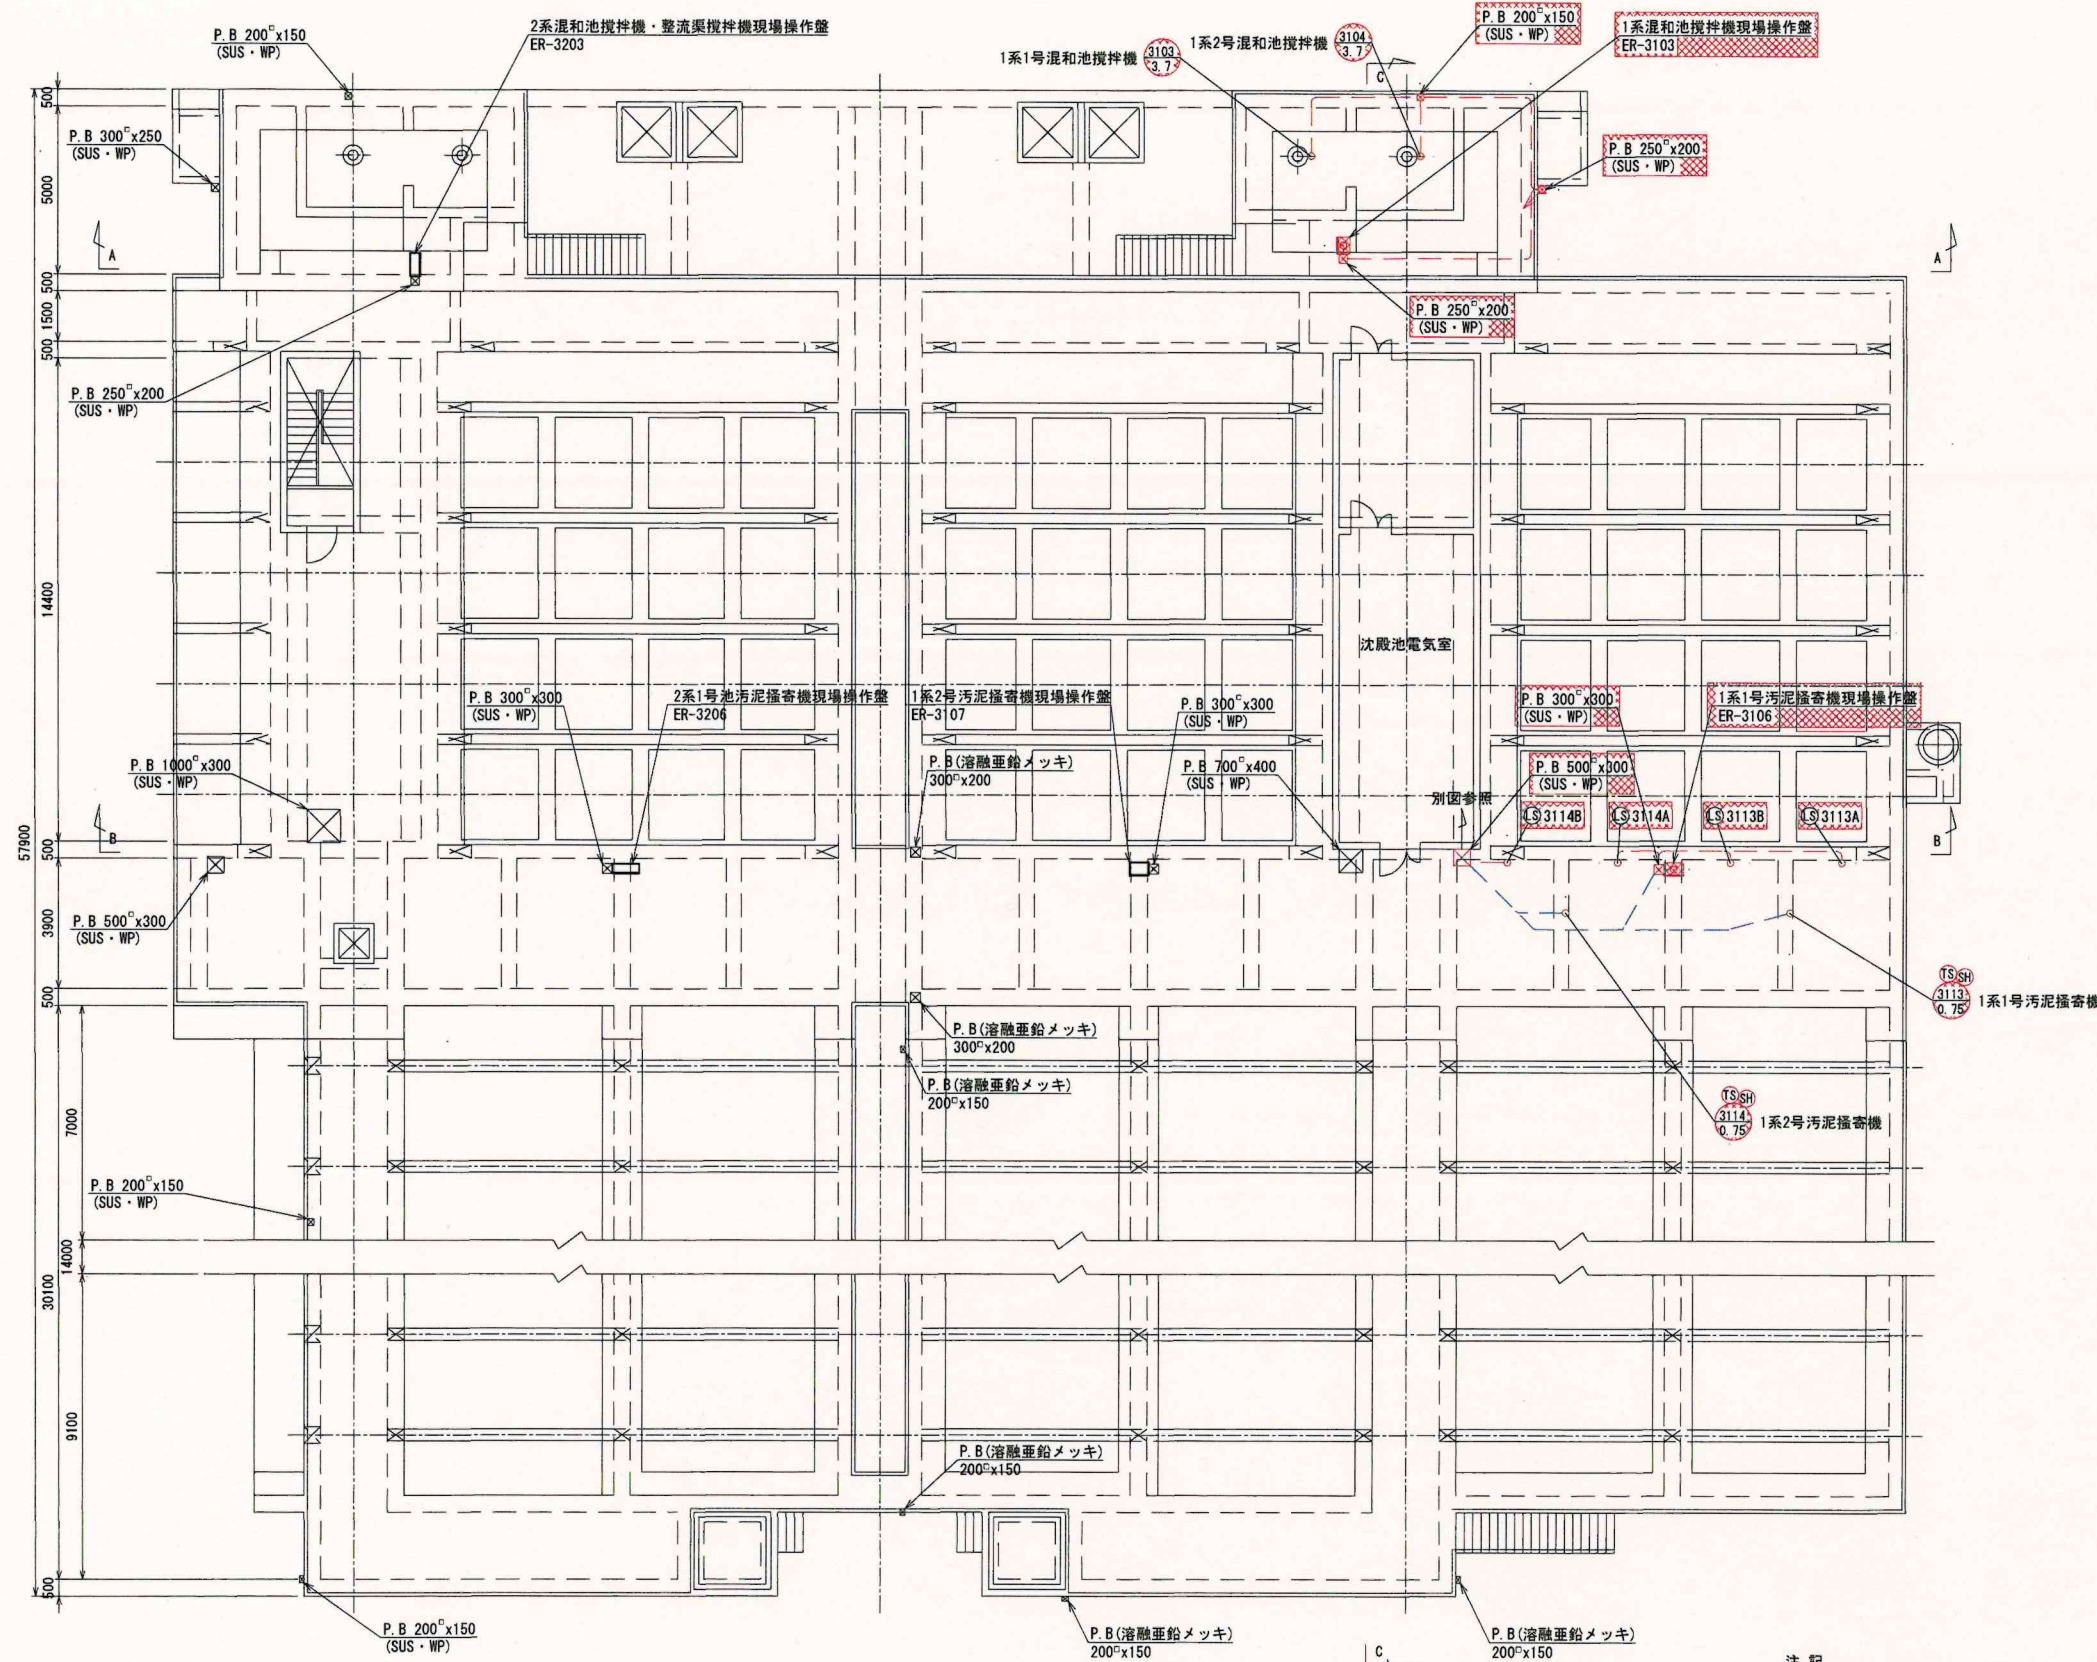 P.B 200□x150
(SUS・WP)
2系混和池撹拌機・整流渠撹拌機現場操作盤
ER-3203
1系1号混和池撹拌機
3103
3.7
1系2号混和池撹拌機
3104
3.7
P.B 200□x150
(SUS・WP)
1系混和池撹拌機現場操作盤
ER-3103
C
P.B 300□x250
(SUS・WP)
P.B 250□x200
(SUS・WP)
A
A
P.B 250□x200
(SUS・WP)
P.B 250□x200
(SUS・WP)
500
5000
500
1500
500
14400
500
3900
500
57900
7000
14000
30100
9100
500
沈殿池電気室
P.B 300□x300
(SUS・WP)
2系1号池汚泥掻寄機現場操作盤
ER-3206
1系2号汚泥掻寄機現場操作盤
ER-3107
P.B 300□x300
(SUS・WP)
P.B 300□x300
(SUS・WP)
1系1号汚泥掻寄機現場操作盤
ER-3106
P.B 1000□x300
(SUS・WP)
P.B(溶融亜鉛メッキ)
300□x200
P.B 700□x400
(SUS・WP)
P.B 500□x300
(SUS・WP)
別図参照
LS 3114B
LS 3114A
LS 3113B
LS 3113A
B
B
P.B 500□x300
(SUS・WP)
TS SH
3113
0.75
1系1号汚泥掻寄機
P.B(溶融亜鉛メッキ)
300□x200
P.B(溶融亜鉛メッキ)
200□x150
TS SH
3114
0.75
1系2号汚泥掻寄機
P.B 200□x150
(SUS・WP)
P.B(溶融亜鉛メッキ)
200□x150
P.B 200□x150
(SUS・WP)
P.B(溶融亜鉛メッキ)
200□x150
C
P.B(溶融亜鉛メッキ)
200□x150
注 記